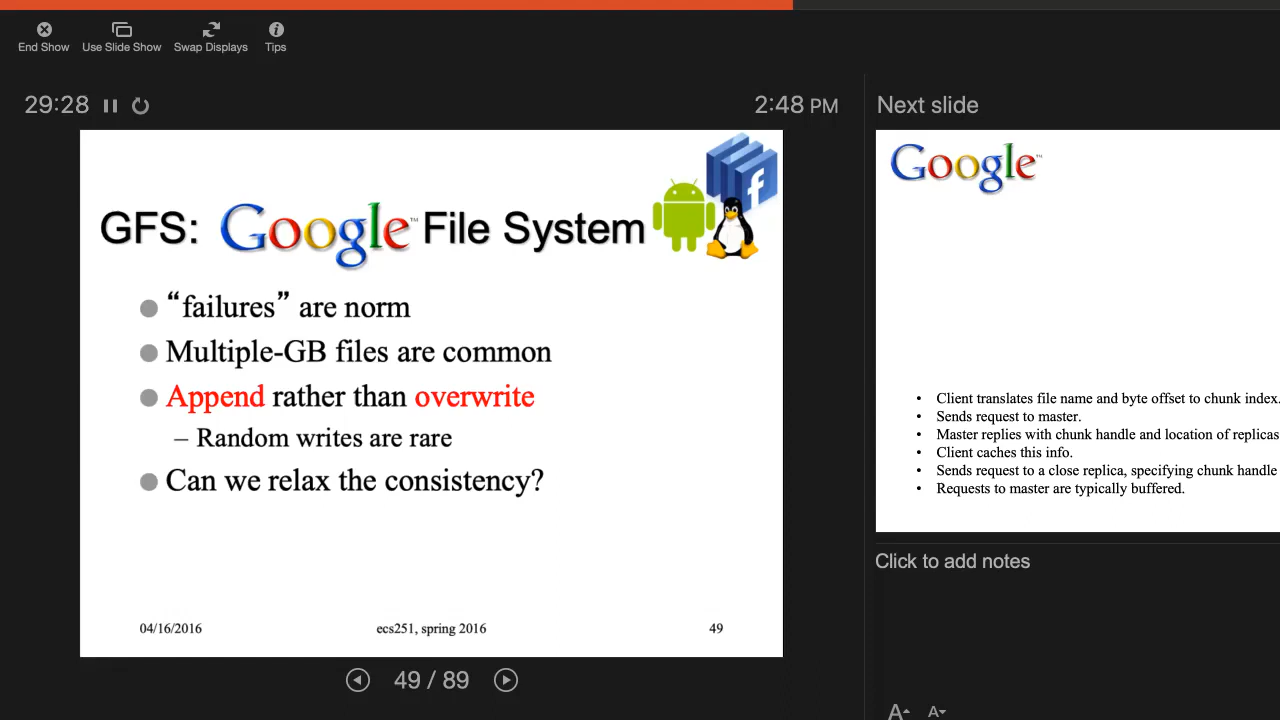 End Show
Use Slide Show
Swap Displays
Tips
29:28
2:48 PM
Next slide
GFS: Google™ File System
f
“failures” are norm
Multiple-GB files are common
Append rather than overwrite
– Random writes are rare
Can we relax the consistency?
04/16/2016
ecs251, spring 2016
49
49 / 89
Google™
• Client translates file name and byte offset to chunk index.
• Sends request to master.
• Master replies with chunk handle and location of replicas
• Client caches this info.
• Sends request to a close replica, specifying chunk handle
• Requests to master are typically buffered.
Click to add notes
A
A